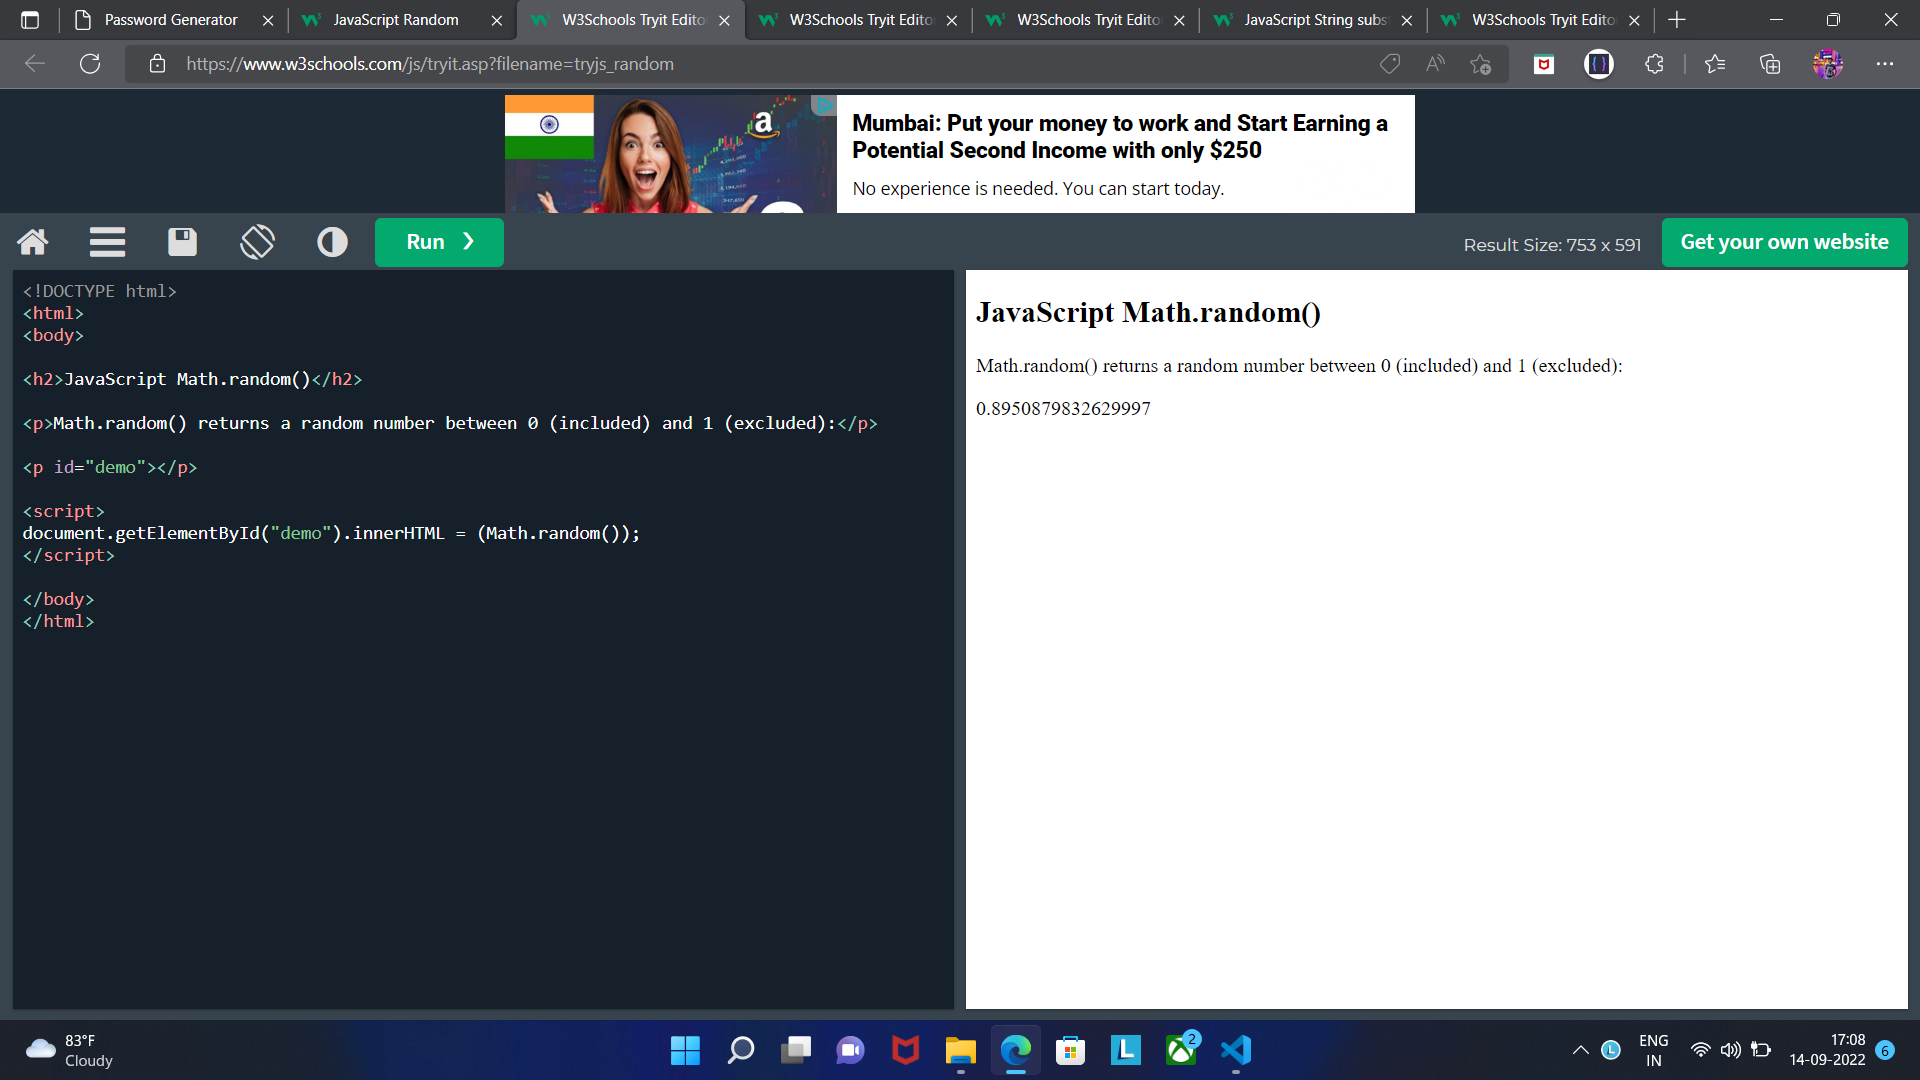 Password Generator
JavaScript Random
W3Schools Tryit Edito
W3Schools Tryit Edito
W3Schools Tryit Edito
JavaScript String subs
W3Schools Tryit Edito
https://www.w3schools.com/js/tryit.asp?filename=tryjs_random
a
Mumbai: Put your money to work and Start Earning a
Potential Second Income with only $250
No experience is needed. You can start today.
Run ❯
Result Size: 753 x 591
Get your own website
<!DOCTYPE html>
<html>
<body>
<h2>JavaScript Math.random()</h2>
<p>Math.random() returns a random number between 0 (included) and 1 (excluded):</p>
<p id="demo"></p>
<script>
document.getElementById("demo").innerHTML = (Math.random());
</script>
</body>
</html>
JavaScript Math.random()
Math.random() returns a random number between 0 (included) and 1 (excluded):
0.8950879832629997
83°F
Cloudy
L
2
L
ENG
IN
17:08
14-09-2022
6